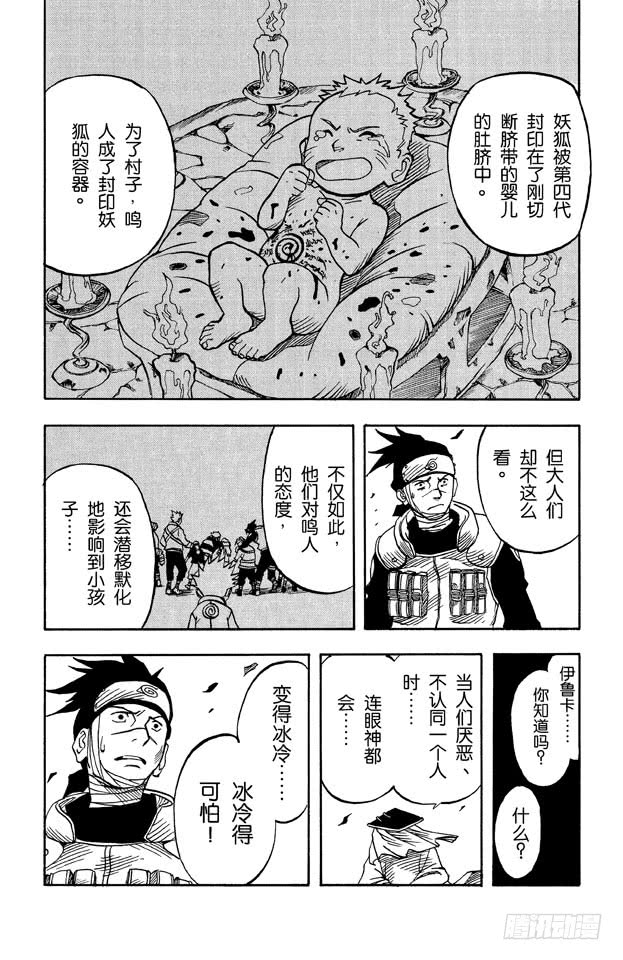 妖狐被第四代
封印在了刚切
断脐带的婴儿
的肚脐中。
为了村子，鸣
人成了封印妖
狐的容器。
但大人们
却不这么
看。
不仅如此，
他们对鸣人
的态度，
还会潜移默化
地影响到小孩
子……
伊鲁卡……
你知道吗？
什么？
当人们厌恶、
不认同一个人
时……
连眼神都
会……
变得冰冷……
冰冷得
可怕！
腾讯动漫